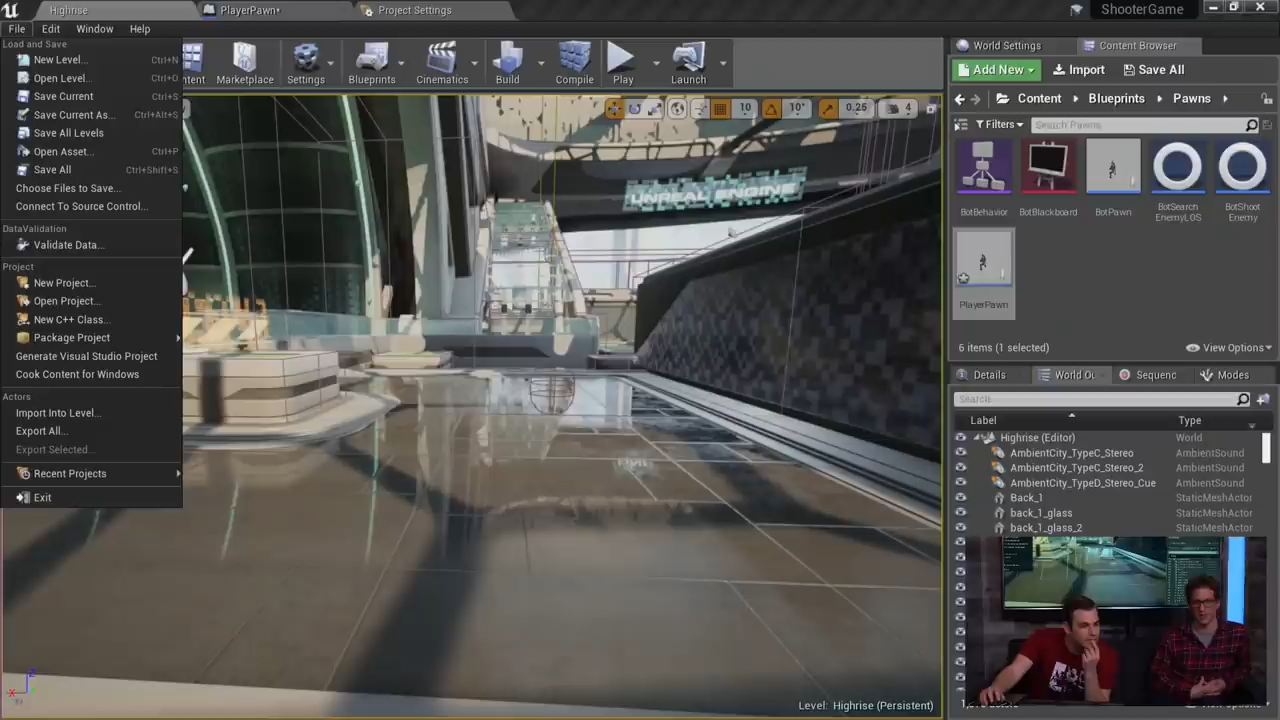 Highrise
PlayerPawn*
Project Settings
ShooterGame
File
Edit
Window
Help
Load and Save
New Level...
Ctrl+N
Open Level...
Ctrl+O
Save Current
Ctrl+S
Save Current As...
Ctrl+Alt+S
Save All Levels
Open Asset...
Ctrl+P
Save All
Ctrl+Shift+S
Choose Files to Save...
Connect To Source Control...
DataValidation
Validate Data...
Project
New Project...
Open Project...
New C++ Class...
Package Project
Generate Visual Studio Project
Cook Content for Windows
Actors
Import Into Level...
Export All...
Export Selected...
Recent Projects
Exit
Marketplace
Settings
Blueprints
Cinematics
Build
Compile
Play
Launch
10
10°
0.25
4
UNREAL ENGINE
Level: Highrise (Persistent)
World Settings
Content Browser
Add New
Import
Save All
Content
Blueprints
Pawns
Filters
Search Pawns
BotBehavior
BotBlackboard
BotPawn
BotSearch
EnemyLOS
BotShoot
Enemy
PlayerPawn
6 items (1 selected)
View Options
Details
World Ou
Sequenc
Modes
Search...
Label
Type
Highrise (Editor)
World
AmbientCity_TypeC_Stereo
AmbientSound
AmbientCity_TypeC_Stereo_2
AmbientSound
AmbientCity_TypeD_Stereo_Cue
AmbientSound
Back_1
StaticMeshActor
back_1_glass
StaticMeshActor
back_1_glass_2
StaticMeshActor